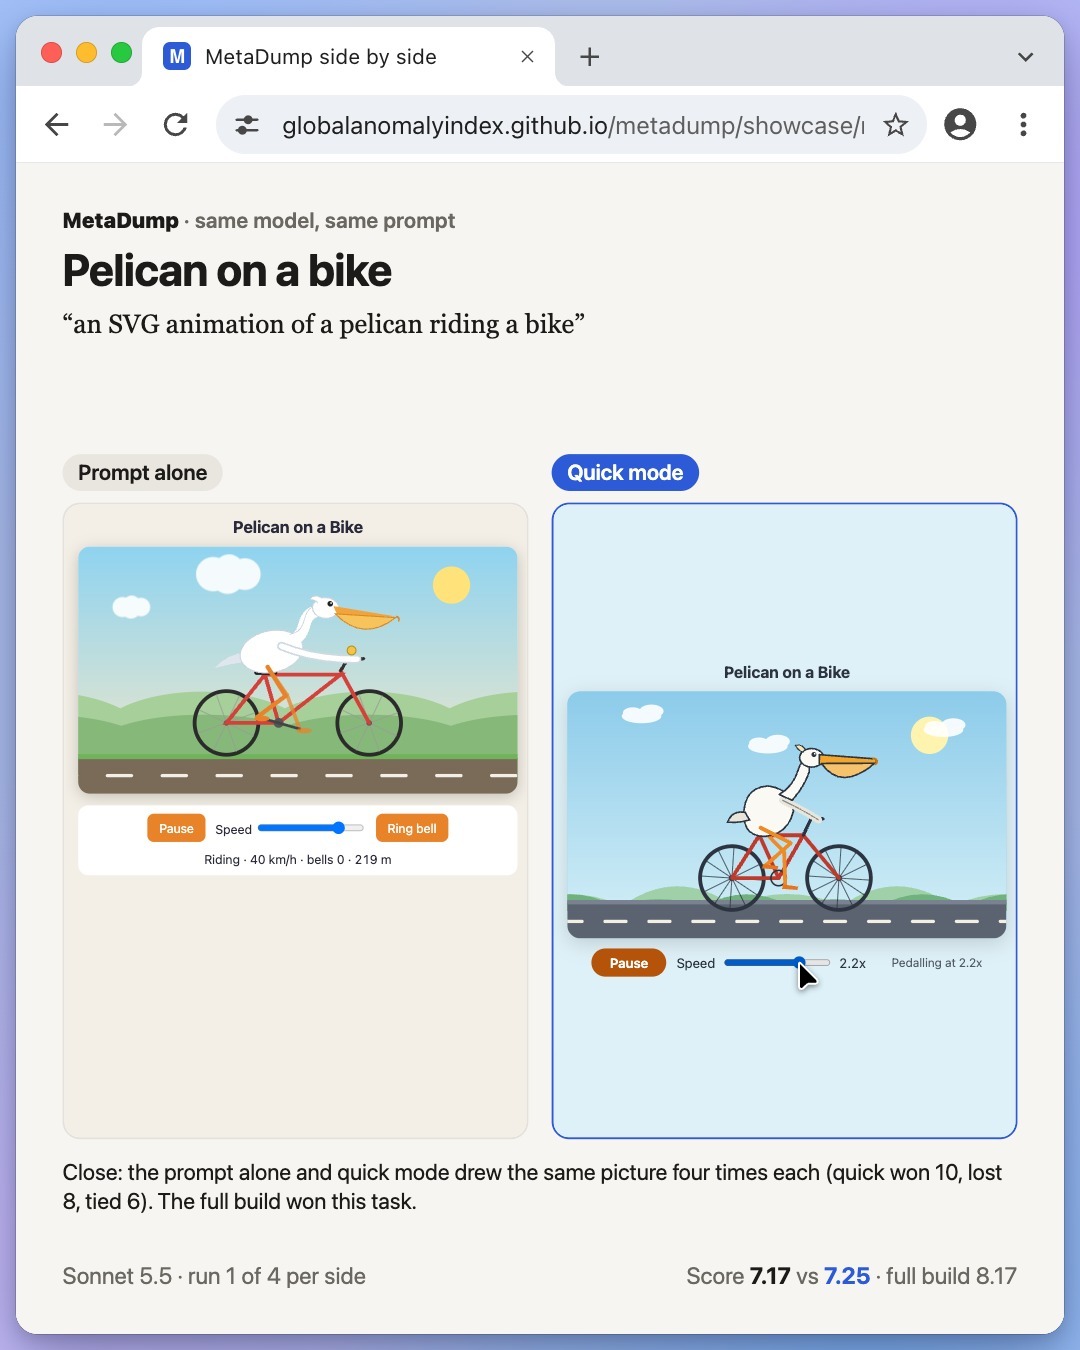 M
MetaDump side by side
globalanomalyindex.github.io/metadump/showcase/
MetaDump · same model, same prompt
Pelican on a bike
“an SVG animation of a pelican riding a bike”
Prompt alone
Quick mode
Pelican on a Bike
Pause
Speed
Ring bell
Riding · 40 km/h · bells 0 · 219 m
Pelican on a Bike
Pause
Speed
2.2x
Pedalling at 2.2x
Close: the prompt alone and quick mode drew the same picture four times each (quick won 10, lost
8, tied 6). The full build won this task.
Sonnet 5.5 · run 1 of 4 per side
Score 7.17 vs 7.25 · full build 8.17